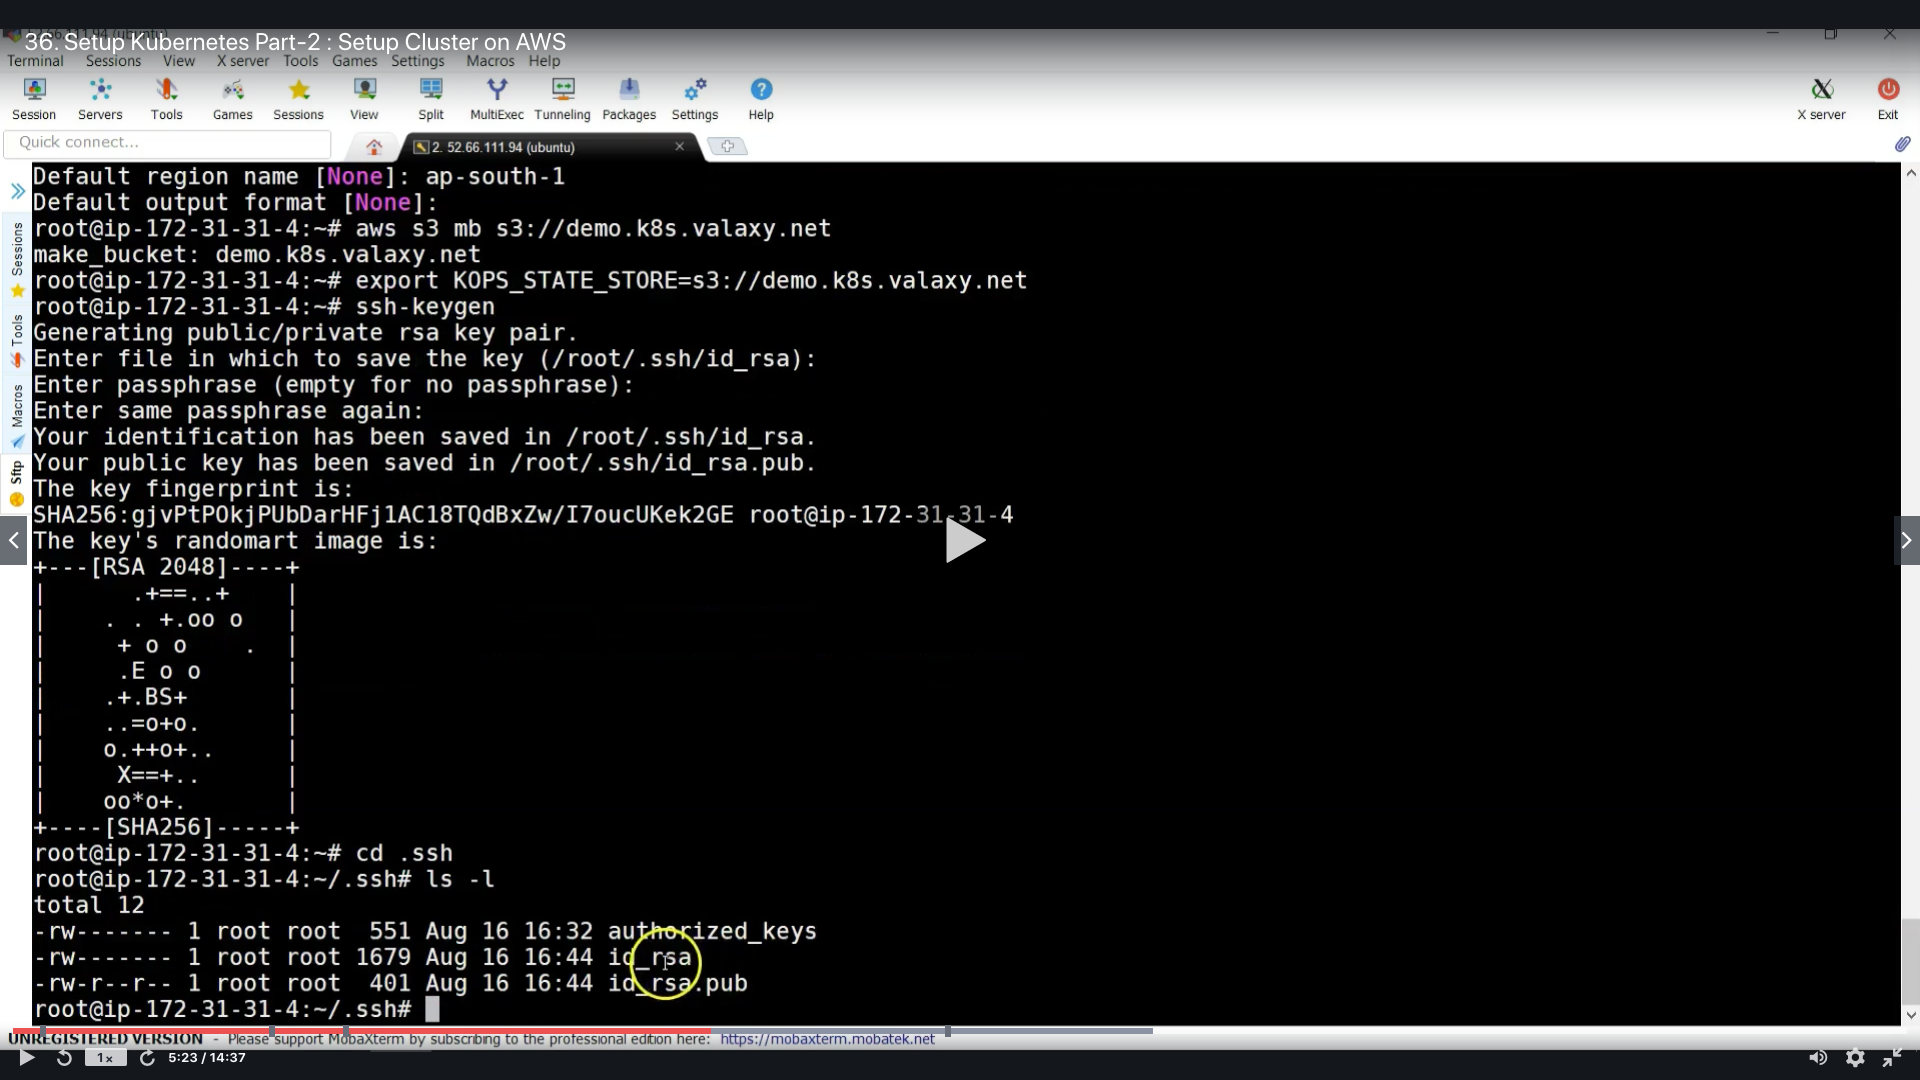 36. Setup Kubernetes Part-2 : Setup Cluster on AWS
Terminal Sessions View X server Tools Games Settings Macros Help
Session Servers Tools Games Sessions View Split MultiExec Tunneling Packages Settings Help X server Exit
Quick connect...
2. 52.66.111.94 (ubuntu)
Sessions
Tools
Macros
Sftp
Default region name [None]: ap-south-1
Default output format [None]:
root@ip-172-31-31-4:~# aws s3 mb s3://demo.k8s.valaxy.net
make_bucket: demo.k8s.valaxy.net
root@ip-172-31-31-4:~# export KOPS_STATE_STORE=s3://demo.k8s.valaxy.net
root@ip-172-31-31-4:~# ssh-keygen
Generating public/private rsa key pair.
Enter file in which to save the key (/root/.ssh/id_rsa):
Enter passphrase (empty for no passphrase):
Enter same passphrase again:
Your identification has been saved in /root/.ssh/id_rsa.
Your public key has been saved in /root/.ssh/id_rsa.pub.
The key fingerprint is:
SHA256:gjvPtPOkjPUbDarHFj1AC18TQdBxZw/I7oucUKek2GE root@ip-172-31-31-4
The key's randomart image is:
+---[RSA 2048]----+
|      .+==..+    |
|    . . +.oo o   |
|     + o o    .  |
|     .E o o      |
|    .+.BS+       |
|    ..=o+o.      |
|    o.++o+..     |
|     X==+..      |
|    oo*o+.       |
+----[SHA256]-----+
root@ip-172-31-31-4:~# cd .ssh
root@ip-172-31-31-4:~/.ssh# ls -l
total 12
-rw------- 1 root root  551 Aug 16 16:32 authorized_keys
-rw------- 1 root root 1679 Aug 16 16:44 id_rsa
-rw-r--r-- 1 root root  401 Aug 16 16:44 id_rsa.pub
root@ip-172-31-31-4:~/.ssh#
UNREGISTERED VERSION - Please support MobaXterm by subscribing to the professional edition here: https://mobaxterm.mobatek.net
1x 5:23 / 14:37